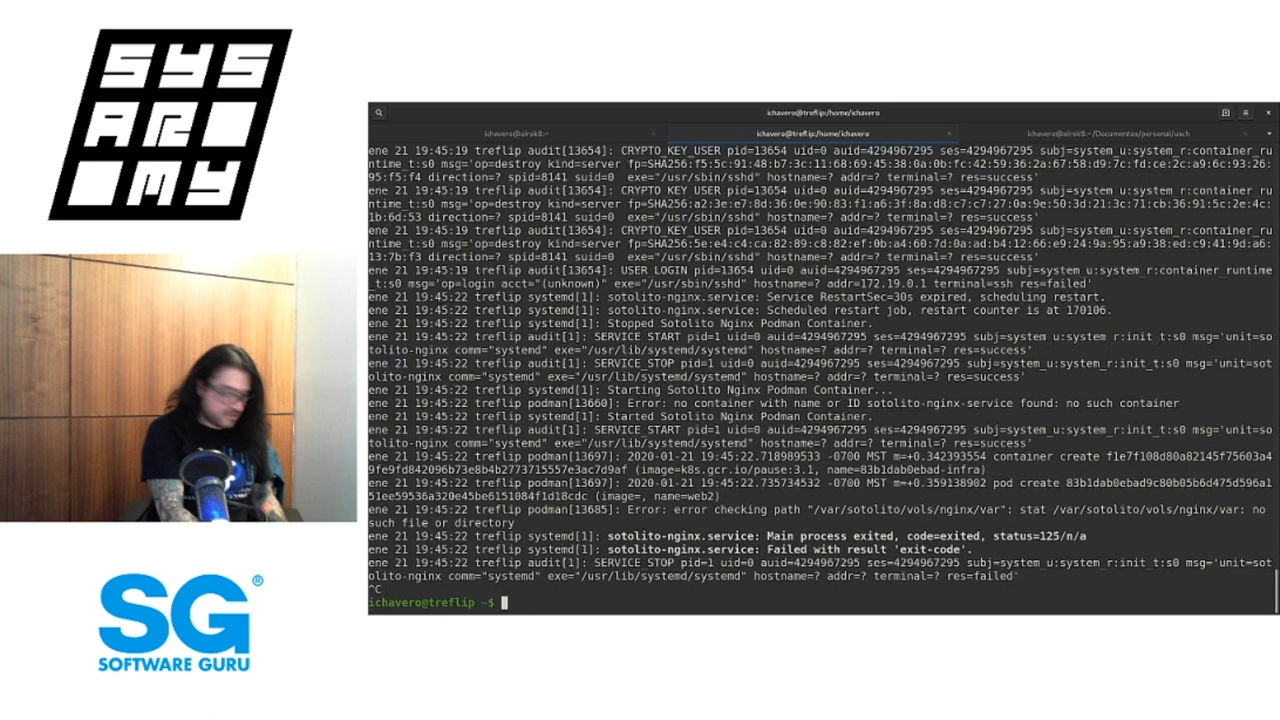 SYS
AR
MY
SG®
SOFTWARE GURU
ichavero@treflip:/home/ichavero
ichavero@airsik8:~
ichavero@treflip:/home/ichavero
ichavero@airsik8:~/Documentos/personal/uach
ene 21 19:45:19 treflip audit[13654]: CRYPTO_KEY_USER pid=13654 uid=0 auid=4294967295 ses=4294967295 subj=system_u:system_r:container_ru
ntime_t:s0 msg='op=destroy kind=server fp=SHA256:f5:5c:91:48:b7:3c:11:68:69:45:38:0a:0b:fc:42:59:36:2a:67:58:d9:7c:fd:ce:2c:a9:6c:93:26:
95:f5:f4 direction=? spid=8141 suid=0  exe="/usr/sbin/sshd" hostname=? addr=? terminal=? res=success'
ene 21 19:45:19 treflip audit[13654]: CRYPTO_KEY_USER pid=13654 uid=0 auid=4294967295 ses=4294967295 subj=system_u:system_r:container_ru
ntime_t:s0 msg='op=destroy kind=server fp=SHA256:a2:3e:e7:8d:36:0e:90:83:f1:a6:3f:8a:d8:c7:c7:27:0a:9e:50:3d:21:3c:71:cb:36:91:5c:2e:4c:
1b:6d:53 direction=? spid=8141 suid=0  exe="/usr/sbin/sshd" hostname=? addr=? terminal=? res=success'
ene 21 19:45:19 treflip audit[13654]: CRYPTO_KEY_USER pid=13654 uid=0 auid=4294967295 ses=4294967295 subj=system_u:system_r:container_ru
ntime_t:s0 msg='op=destroy kind=server fp=SHA256:5e:e4:c4:ca:82:89:c8:82:ef:0b:a4:60:7d:0a:ad:b4:12:66:e9:24:9a:95:a9:38:ed:c9:41:9d:a6:
13:7b:f3 direction=? spid=8141 suid=0  exe="/usr/sbin/sshd" hostname=? addr=? terminal=? res=success'
ene 21 19:45:19 treflip audit[13654]: USER_LOGIN pid=13654 uid=0 auid=4294967295 ses=4294967295 subj=system_u:system_r:container_runtime
_t:s0 msg='op=login acct="(unknown)" exe="/usr/sbin/sshd" hostname=? addr=172.19.0.1 terminal=ssh res=failed'
ene 21 19:45:22 treflip systemd[1]: sotolito-nginx.service: Service RestartSec=30s expired, scheduling restart.
ene 21 19:45:22 treflip systemd[1]: sotolito-nginx.service: Scheduled restart job, restart counter is at 170106.
ene 21 19:45:22 treflip systemd[1]: Stopped Sotolito Nginx Podman Container.
ene 21 19:45:22 treflip audit[1]: SERVICE_START pid=1 uid=0 auid=4294967295 ses=4294967295 subj=system_u:system_r:init_t:s0 msg='unit=so
tolito-nginx comm="systemd" exe="/usr/lib/systemd/systemd" hostname=? addr=? terminal=? res=success'
ene 21 19:45:22 treflip audit[1]: SERVICE_STOP pid=1 uid=0 auid=4294967295 ses=4294967295 subj=system_u:system_r:init_t:s0 msg='unit=sot
olito-nginx comm="systemd" exe="/usr/lib/systemd/systemd" hostname=? addr=? terminal=? res=success'
ene 21 19:45:22 treflip systemd[1]: Starting Sotolito Nginx Podman Container...
ene 21 19:45:22 treflip podman[13660]: Error: no container with name or ID sotolito-nginx-service found: no such container
ene 21 19:45:22 treflip systemd[1]: Started Sotolito Nginx Podman Container.
ene 21 19:45:22 treflip audit[1]: SERVICE_START pid=1 uid=0 auid=4294967295 ses=4294967295 subj=system_u:system_r:init_t:s0 msg='unit=so
tolito-nginx comm="systemd" exe="/usr/lib/systemd/systemd" hostname=? addr=? terminal=? res=success'
ene 21 19:45:22 treflip podman[13697]: 2020-01-21 19:45:22.718989533 -0700 MST m=+0.342393554 container create f1e7f108d80a82145f75603a4
9fe9fd842096b73e8b4b2773715557e3ac7d9af (image=k8s.gcr.io/pause:3.1, name=83b1dab0ebad-infra)
ene 21 19:45:22 treflip podman[13697]: 2020-01-21 19:45:22.735734532 -0700 MST m=+0.359138902 pod create 83b1dab0ebad9c80b05b6d475d596a1
51ee59536a320e45be6151084f1d18cdc (image=, name=web2)
ene 21 19:45:22 treflip podman[13685]: Error: error checking path "/var/sotolito/vols/nginx/var": stat /var/sotolito/vols/nginx/var: no
such file or directory
ene 21 19:45:22 treflip systemd[1]: sotolito-nginx.service: Main process exited, code=exited, status=125/n/a
ene 21 19:45:22 treflip systemd[1]: sotolito-nginx.service: Failed with result 'exit-code'.
ene 21 19:45:22 treflip audit[1]: SERVICE_STOP pid=1 uid=0 auid=4294967295 ses=4294967295 subj=system_u:system_r:init_t:s0 msg='unit=sot
olito-nginx comm="systemd" exe="/usr/lib/systemd/systemd" hostname=? addr=? terminal=? res=failed'
^C
ichavero@treflip ~$